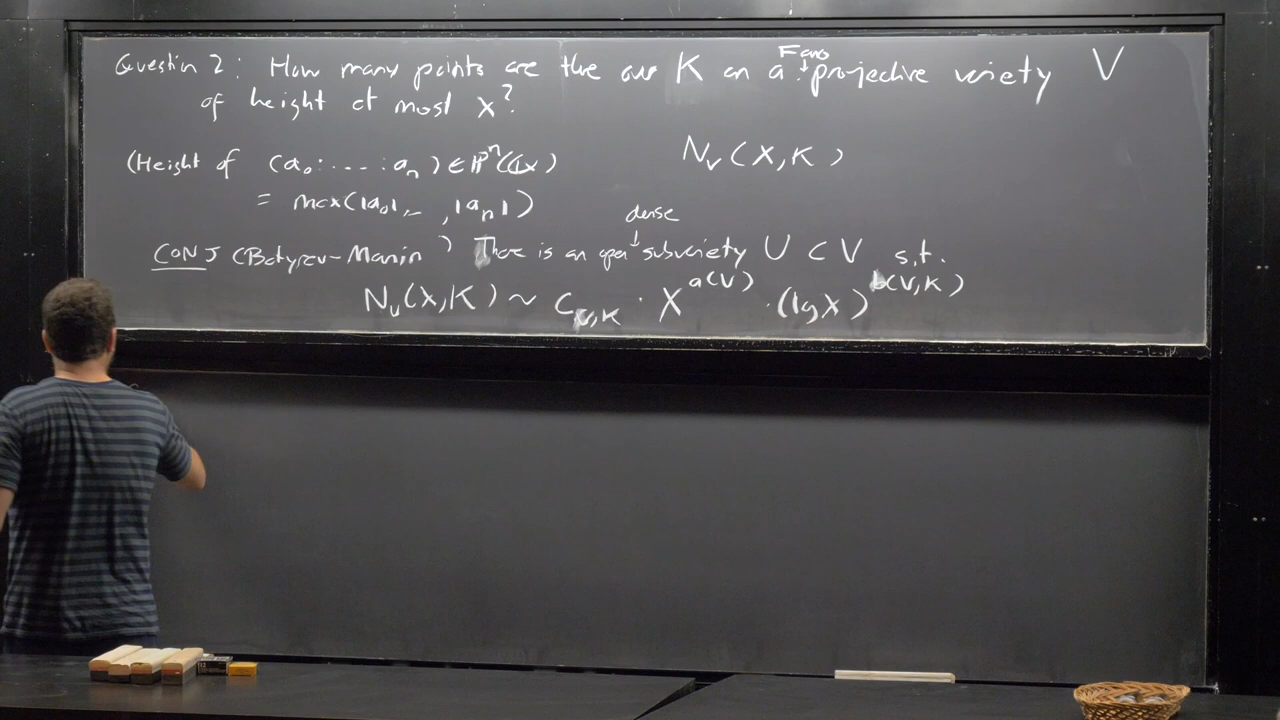 Question 2: How many points are there over K on a ↓ projective variety V
Fano
of height at most X?
(Height of (a₀:...:aₙ) ∈ Pⁿ(Q) N_V(X,K)
= max(|a₀|, ..., |aₙ|)
dense
CONJ (Batyrev-Manin) There is an open ↓ subvariety U ⊂ V s.t.
N_U(X,K) ~ C_{V,K} · X^{a(V)} · (log X)^{b(V,K)}